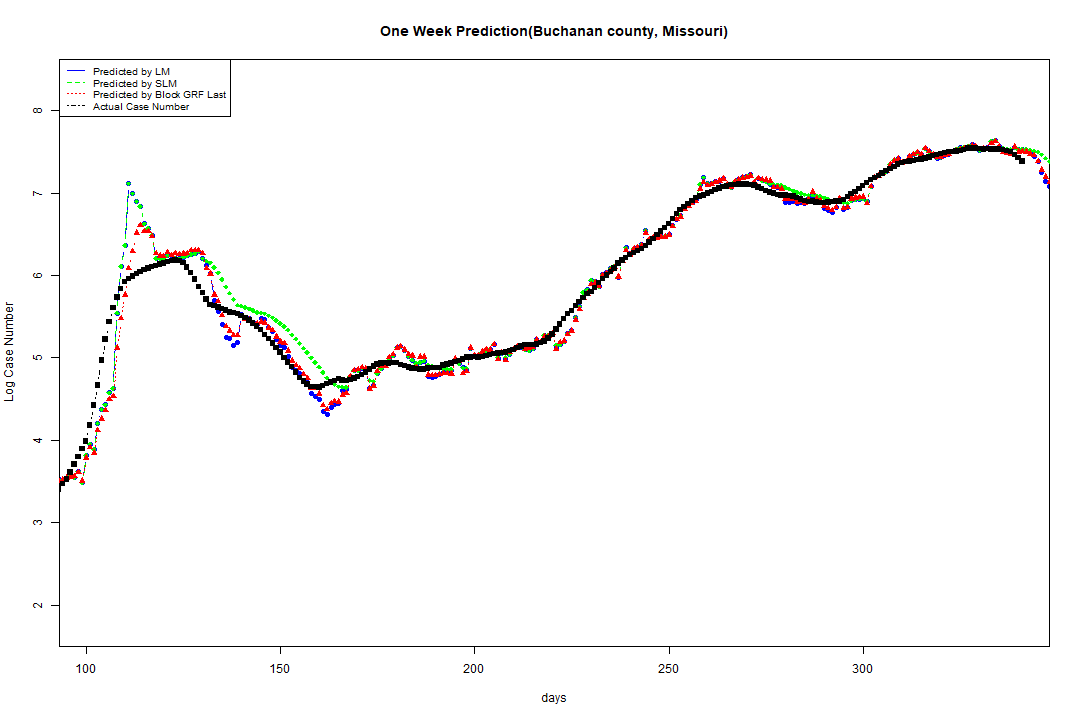 One Week Prediction(Buchanan county, Missouri)
Predicted by LM
Predicted by SLM
Predicted by Block GRF Last
Actual Case Number
8
7
6
5
4
3
2
Log Case Number
100 150 200 250 300
days